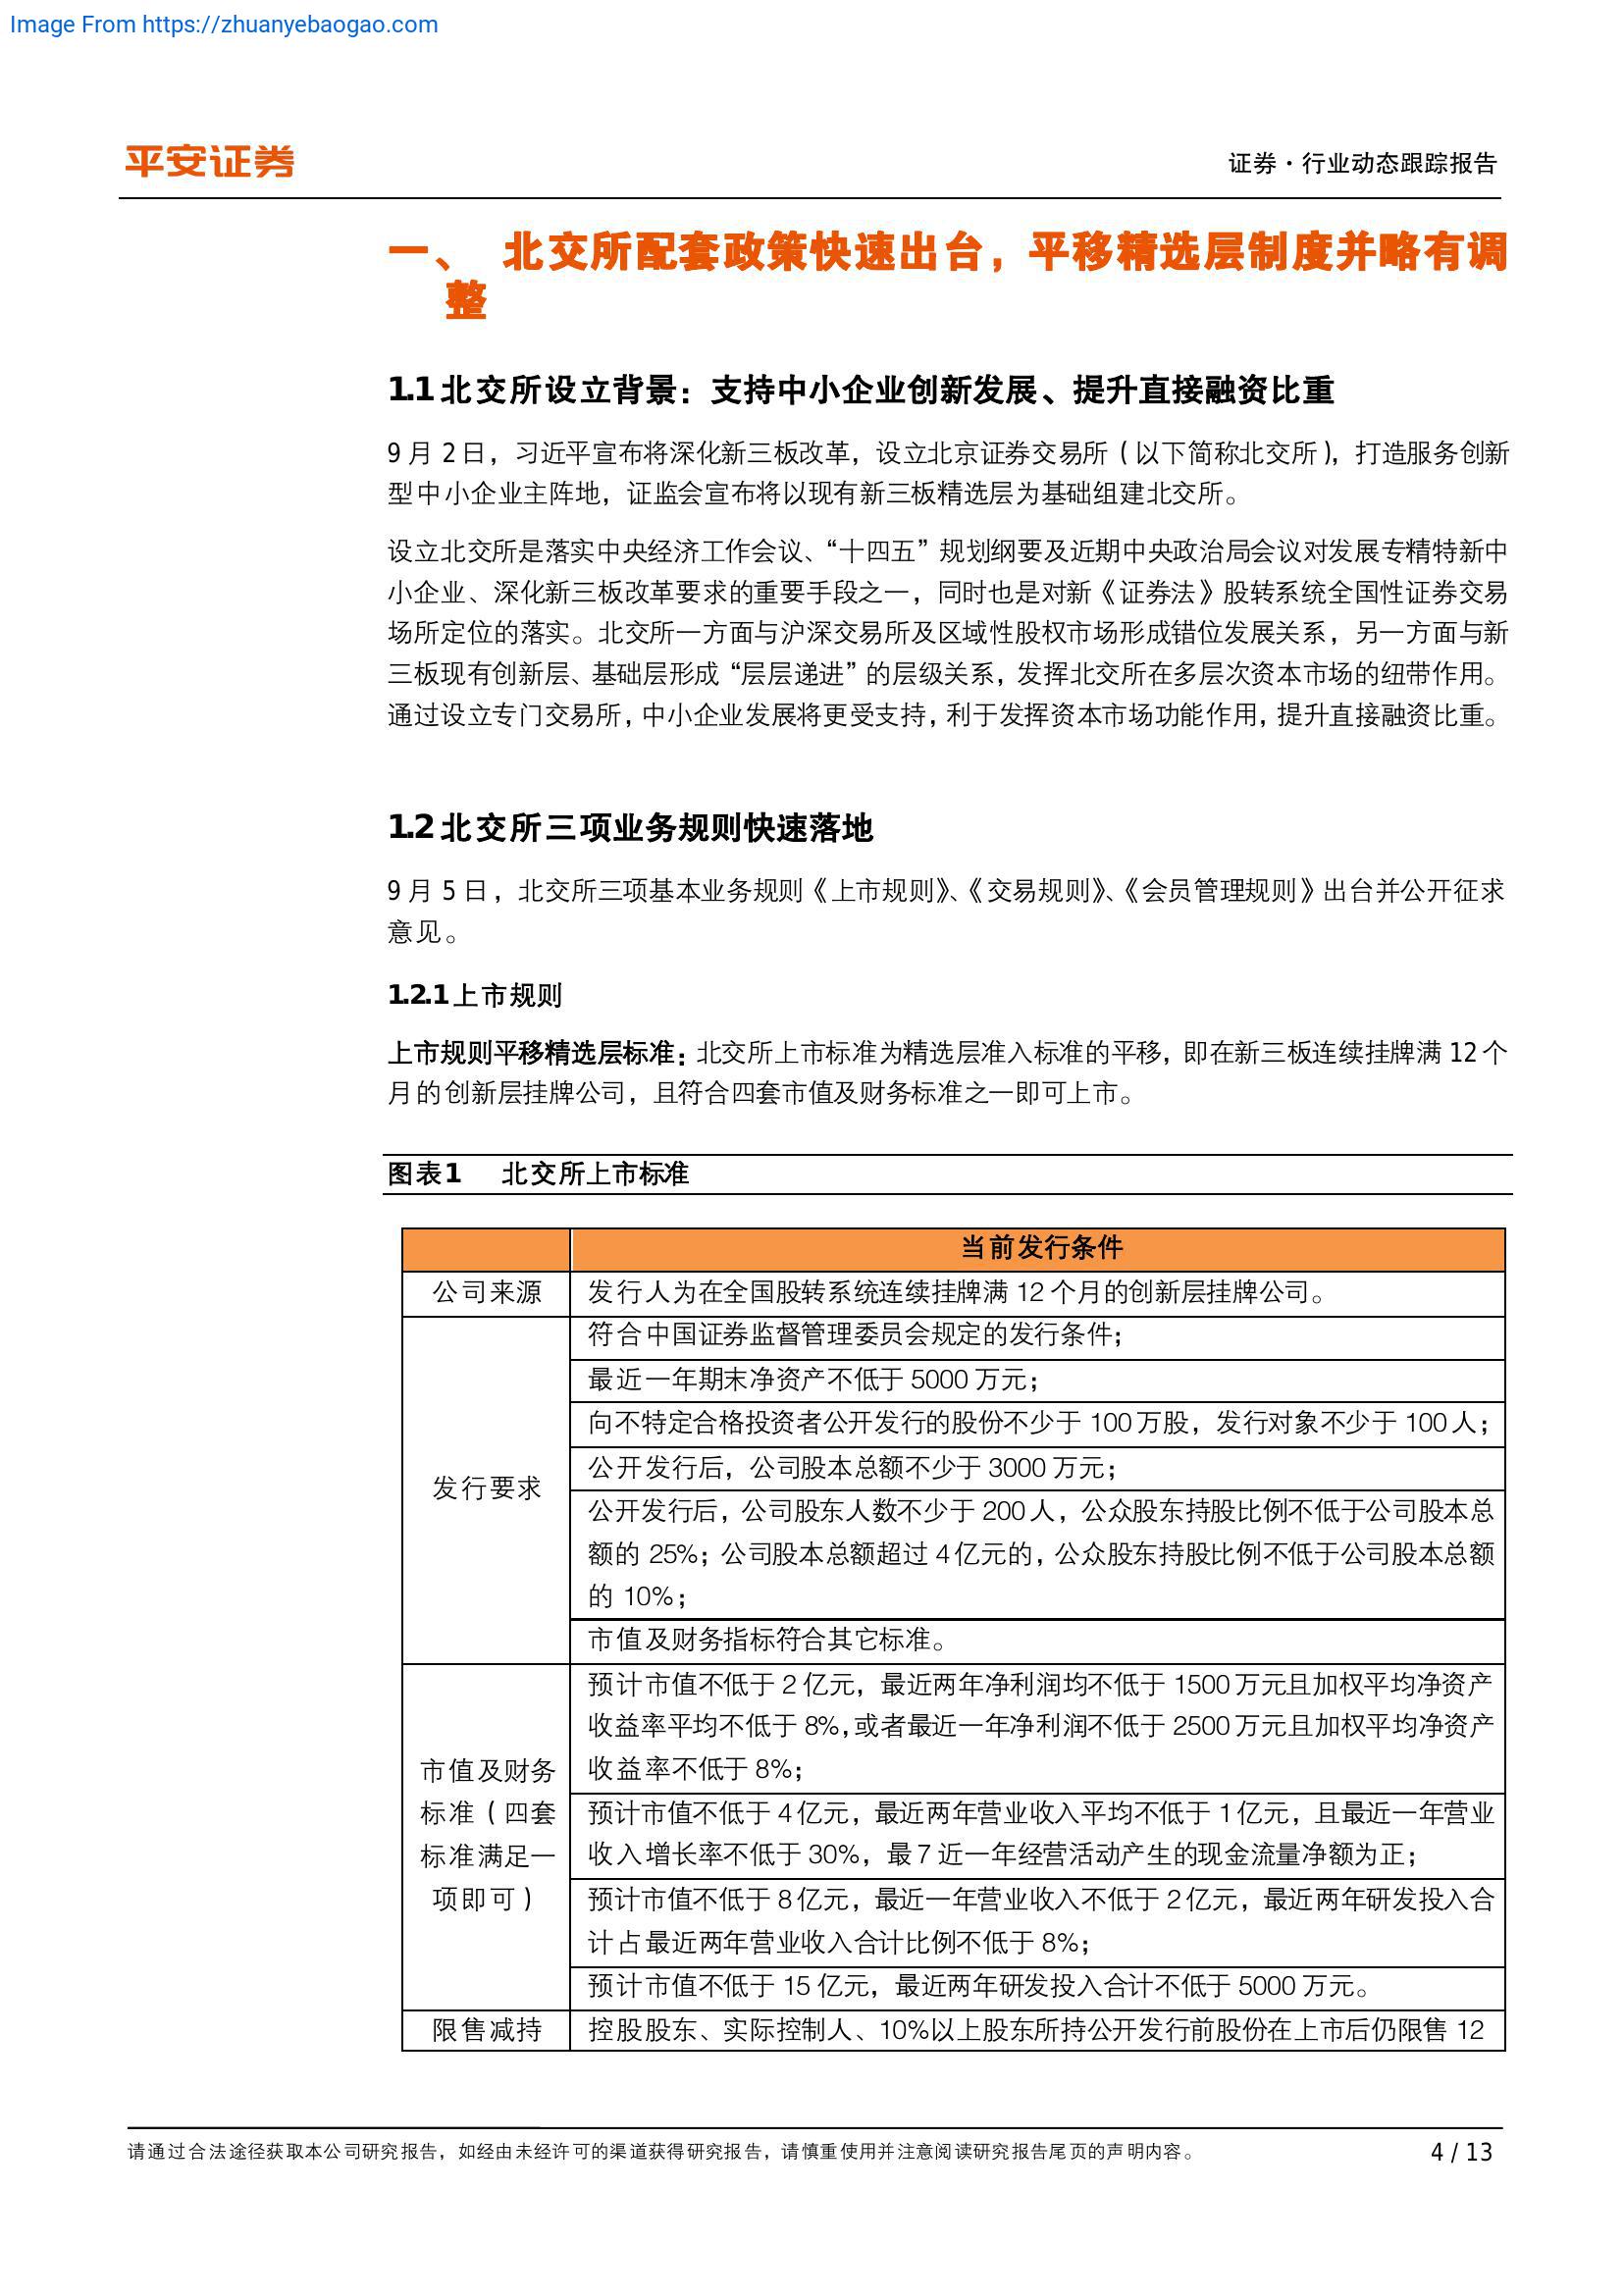 Image From https://zhuanyebaogao.com
平安证券
证券·行业动态跟踪报告
一、 北交所配套政策快速出台，平移精选层制度并略有调
整
1.1 北交所设立背景：支持中小企业创新发展、提升直接融资比重
9 月 2 日，习近平宣布将深化新三板改革，设立北京证券交易所（以下简称北交所），打造服务创新
型中小企业主阵地，证监会宣布将以现有新三板精选层为基础组建北交所。
设立北交所是落实中央经济工作会议、“十四五”规划纲要及近期中央政治局会议对发展专精特新中
小企业、深化新三板改革要求的重要手段之一，同时也是对新《证券法》股转系统全国性证券交易
场所定位的落实。北交所一方面与沪深交易所及区域性股权市场形成错位发展关系，另一方面与新
三板现有创新层、基础层形成“层层递进”的层级关系，发挥北交所在多层次资本市场的纽带作用。
通过设立专门交易所，中小企业发展将更受支持，利于发挥资本市场功能作用，提升直接融资比重。
1.2 北交所三项业务规则快速落地
9 月 5 日，北交所三项基本业务规则《上市规则》、《交易规则》、《会员管理规则》出台并公开征求
意见。
1.2.1 上市规则
上市规则平移精选层标准：北交所上市标准为精选层准入标准的平移，即在新三板连续挂牌满 12 个
月的创新层挂牌公司，且符合四套市值及财务标准之一即可上市。
图表1 北交所上市标准
当前发行条件
公司来源 发行人为在全国股转系统连续挂牌满 12 个月的创新层挂牌公司。
发行要求
符合中国证券监督管理委员会规定的发行条件；
最近一年期末净资产不低于 5000 万元；
向不特定合格投资者公开发行的股份不少于 100 万股，发行对象不少于 100 人；
公开发行后，公司股本总额不少于 3000 万元；
公开发行后，公司股东人数不少于 200 人，公众股东持股比例不低于公司股本总
额的 25%；公司股本总额超过 4 亿元的，公众股东持股比例不低于公司股本总额
的 10%；
市值及财务指标符合其它标准。
市值及财务
标准（四套
标准满足一
项即可）
预计市值不低于 2 亿元，最近两年净利润均不低于 1500 万元且加权平均净资产
收益率平均不低于 8%，或者最近一年净利润不低于 2500 万元且加权平均净资产
收益率不低于 8%；
预计市值不低于 4 亿元，最近两年营业收入平均不低于 1 亿元，且最近一年营业
收入增长率不低于 30%，最 7 近一年经营活动产生的现金流量净额为正；
预计市值不低于 8 亿元，最近一年营业收入不低于 2 亿元，最近两年研发投入合
计占最近两年营业收入合计比例不低于 8%；
预计市值不低于 15 亿元，最近两年研发投入合计不低于 5000 万元。
限售减持 控股股东、实际控制人、10%以上股东所持公开发行前股份在上市后仍限售 12
请通过合法途径获取本公司研究报告，如经由未经许可的渠道获得研究报告，请慎重使用并注意阅读研究报告尾页的声明内容。
4 / 13